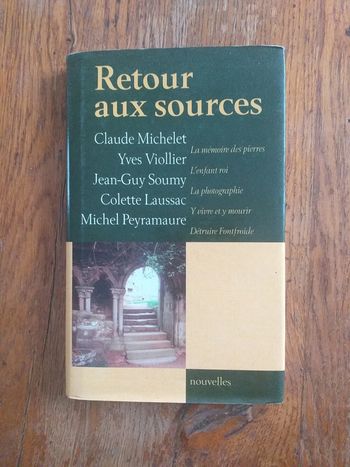 Retour
aux sources
Claude Michelet
La mémoire des pierres
Yves Viollier
L'enfant roi
Jean-Guy Soumy
La photographie
Colette Laussac
Y vivre et y mourir
Michel Peyramaure
Détruire Fontfroide
nouvelles